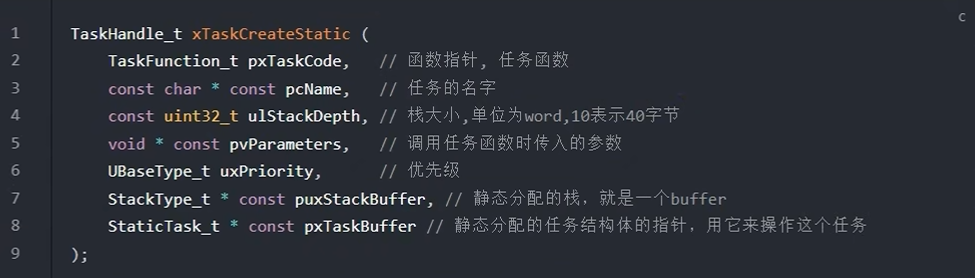 c
1 TaskHandle_t xTaskCreateStatic (
2 TaskFunction_t pxTaskCode, // 函数指针, 任务函数
3 const char * const pcName, // 任务的名字
4 const uint32_t ulStackDepth, // 栈大小,单位为word,10表示40字节
5 void * const pvParameters, // 调用任务函数时传入的参数
6 UBaseType_t uxPriority, // 优先级
7 StackType_t * const puxStackBuffer, // 静态分配的栈，就是一个buffer
8 StaticTask_t * const pxTaskBuffer // 静态分配的任务结构体的指针，用它来操作这个任务
9 );